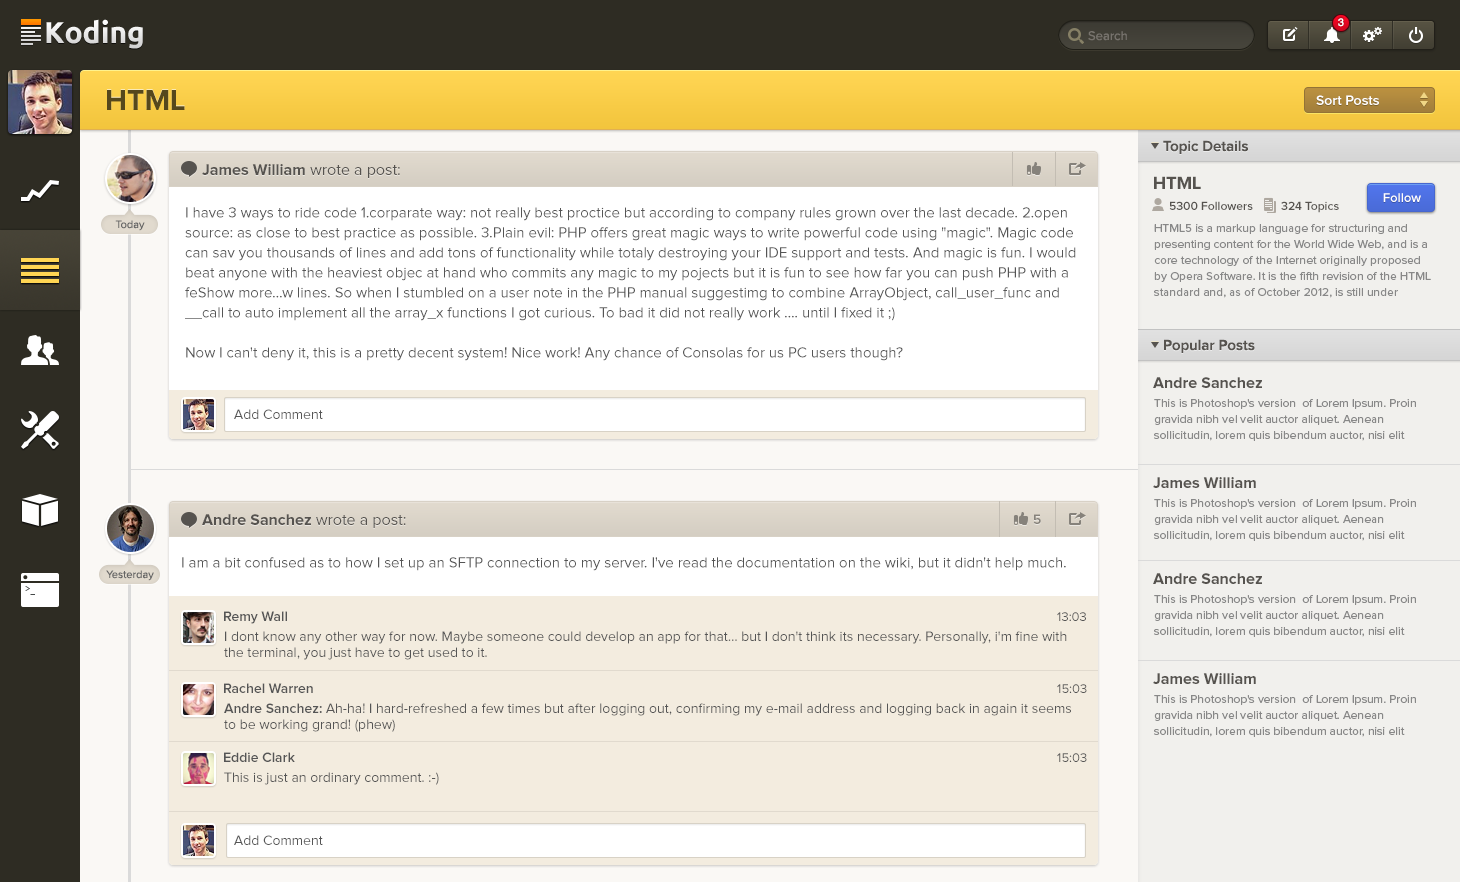 Koding
Search
3
HTML
Sort Posts
Today
James William wrote a post:
I have 3 ways to ride code 1.corparate way: not really best proctice but according to company rules grown over the last decade. 2.open
source: as close to best practice as possible. 3.Plain evil: PHP offers great magic ways to write powerful code using "magic". Magic code
can sav you thousands of lines and add tons of functionality while totaly destroying your IDE support and tests. And magic is fun. I would
beat anyone with the heaviest objec at hand who commits any magic to my pojects but it is fun to see how far you can push PHP with a
feShow more...w lines. So when I stumbled on a user note in the PHP manual suggestimg to combine ArrayObject, call_user_func and
__call to auto implement all the array_x functions I got curious. To bad it did not really work .... until I fixed it ;)
Now I can't deny it, this is a pretty decent system! Nice work! Any chance of Consolas for us PC users though?
Add Comment
Yesterday
Andre Sanchez wrote a post:
5
I am a bit confused as to how I set up an SFTP connection to my server. I've read the documentation on the wiki, but it didn't help much.
Remy Wall
13:03
I dont know any other way for now. Maybe someone could develop an app for that... but I don't think its necessary. Personally, i'm fine with
the terminal, you just have to get used to it.
Rachel Warren
15:03
Andre Sanchez: Ah-ha! I hard-refreshed a few times but after logging out, confirming my e-mail address and logging back in again it seems
to be working grand! (phew)
Eddie Clark
15:03
This is just an ordinary comment. :-)
Add Comment
Topic Details
HTML
5300 Followers
324 Topics
Follow
HTML5 is a markup language for structuring and
presenting content for the World Wide Web, and is a
core technology of the Internet originally proposed
by Opera Software. It is the fifth revision of the HTML
standard and, as of October 2012, is still under
Popular Posts
Andre Sanchez
This is Photoshop's version of Lorem Ipsum. Proin
gravida nibh vel velit auctor aliquet. Aenean
sollicitudin, lorem quis bibendum auctor, nisi elit
James William
This is Photoshop's version of Lorem Ipsum. Proin
gravida nibh vel velit auctor aliquet. Aenean
sollicitudin, lorem quis bibendum auctor, nisi elit
Andre Sanchez
This is Photoshop's version of Lorem Ipsum. Proin
gravida nibh vel velit auctor aliquet. Aenean
sollicitudin, lorem quis bibendum auctor, nisi elit
James William
This is Photoshop's version of Lorem Ipsum. Proin
gravida nibh vel velit auctor aliquet. Aenean
sollicitudin, lorem quis bibendum auctor, nisi elit